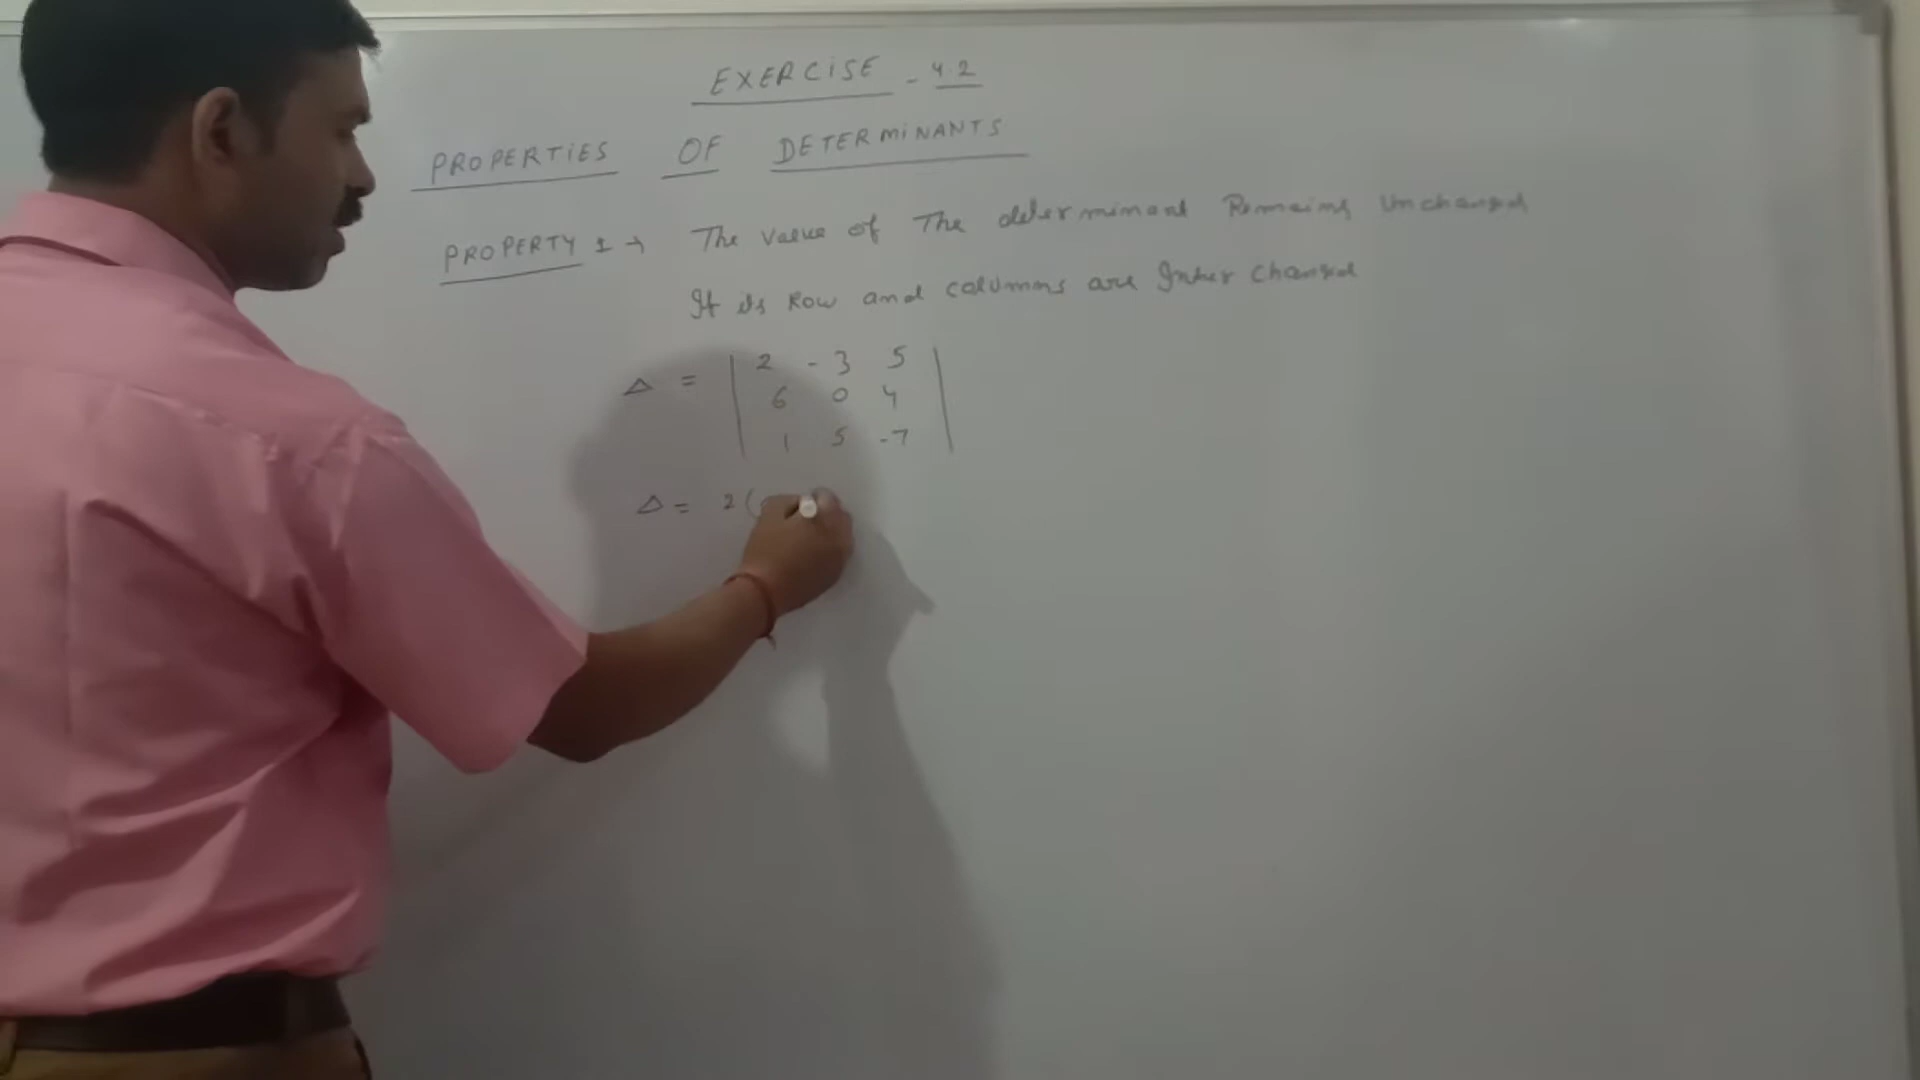 EXERCISE - 4.2
PROPERTIES OF DETERMINANTS
PROPERTY 1 → The Value of The determinant Remains Unchanged
If its Row and columns are Inter changed
Δ = | 2 -3 5 |
| 6 0 4 |
| 1 5 -7 |
Δ = 2(